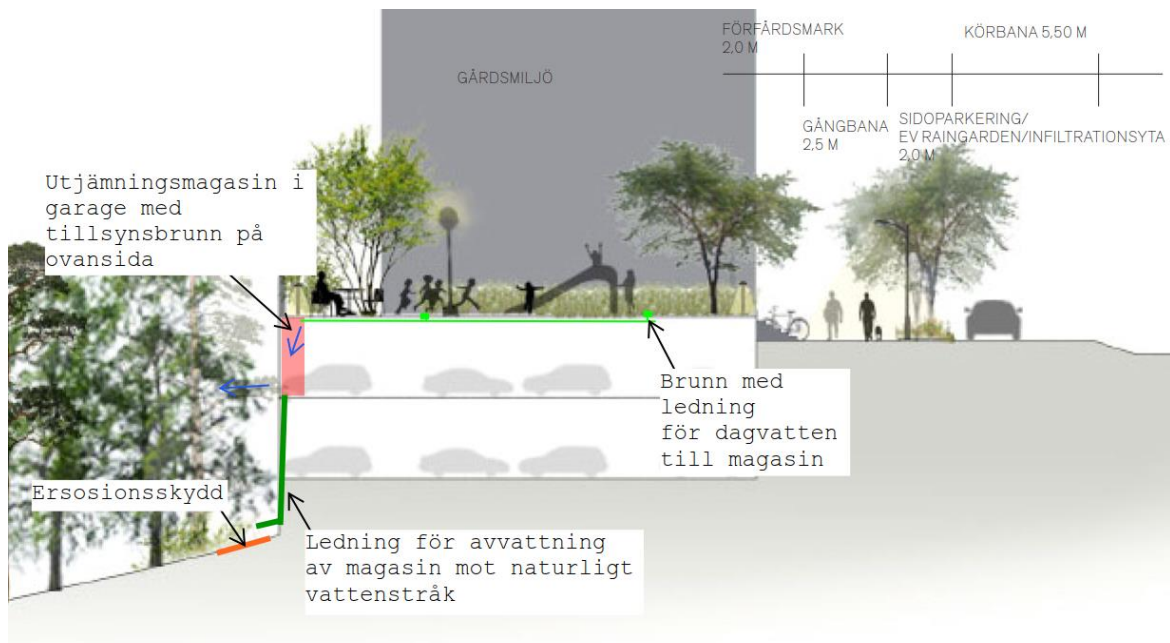 FÖRFÅRDSMARK
2,0 M
KÖRBANA 5,50 M
GÅRDSMILJÖ
GÅNGBANA
2,5 M
SIDOPARKERING/
EV RAINGARDEN/INFILTRATIONSYTA
2,0 M
Utjämningsmagasin i
garage med
tillsynsbrunn på
ovansida
Brunn med
ledning
för dagvatten
till magasin
Ersosionsskydd
Ledning för avvattning
av magasin mot naturligt
vattenstråk